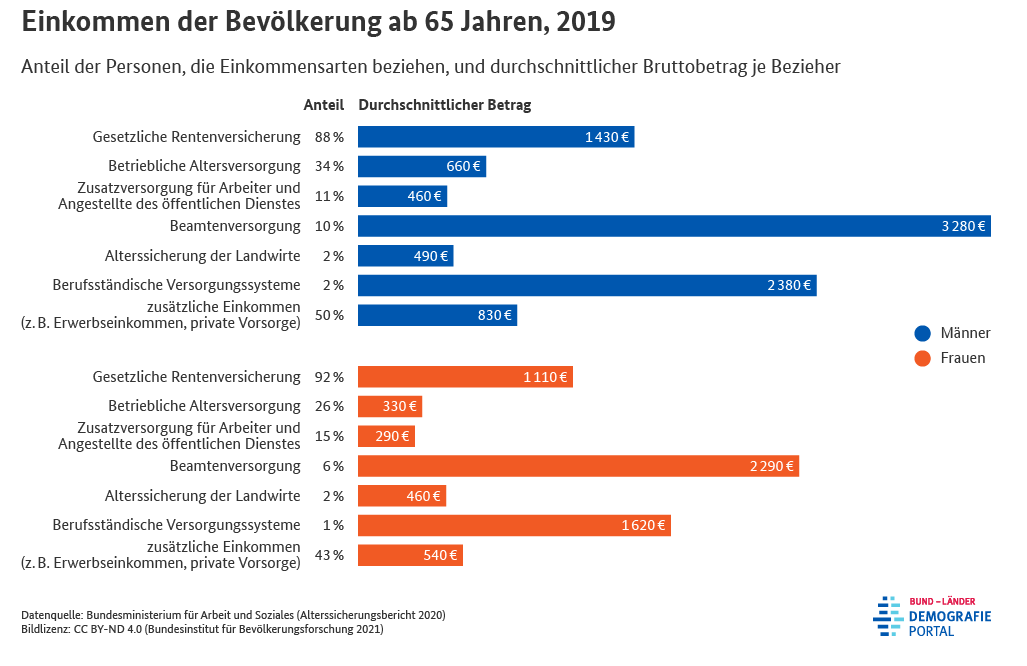 Einkommen der Bevölkerung ab 65 Jahren, 2019
Anteil der Personen, die Einkommensarten beziehen, und durchschnittlicher Bruttobetrag je Bezieher
Anteil Durchschnittlicher Betrag
Gesetzliche Rentenversicherung 88 % 1 430 €
Betriebliche Altersversorgung 34 % 660 €
Zusatzversorgung für Arbeiter und
Angestellte des öffentlichen Dienstes 11 % 460 €
Beamtenversorgung 10 % 3 280 €
Alterssicherung der Landwirte 2 % 490 €
Berufsständische Versorgungssysteme 2 % 2 380 €
zusätzliche Einkommen
(z. B. Erwerbseinkommen, private Vorsorge) 50 % 830 €
Männer
Frauen
Gesetzliche Rentenversicherung 92 % 1 110 €
Betriebliche Altersversorgung 26 % 330 €
Zusatzversorgung für Arbeiter und
Angestellte des öffentlichen Dienstes 15 % 290 €
Beamtenversorgung 6 % 2 290 €
Alterssicherung der Landwirte 2 % 460 €
Berufsständische Versorgungssysteme 1 % 1 620 €
zusätzliche Einkommen
(z. B. Erwerbseinkommen, private Vorsorge) 43 % 540 €
Datenquelle: Bundesministerium für Arbeit und Soziales (Alterssicherungsbericht 2020)
Bildlizenz: CC BY-ND 4.0 (Bundesinstitut für Bevölkerungsforschung 2021)
BUND – LÄNDER
DEMOGRAFIE
PORTAL